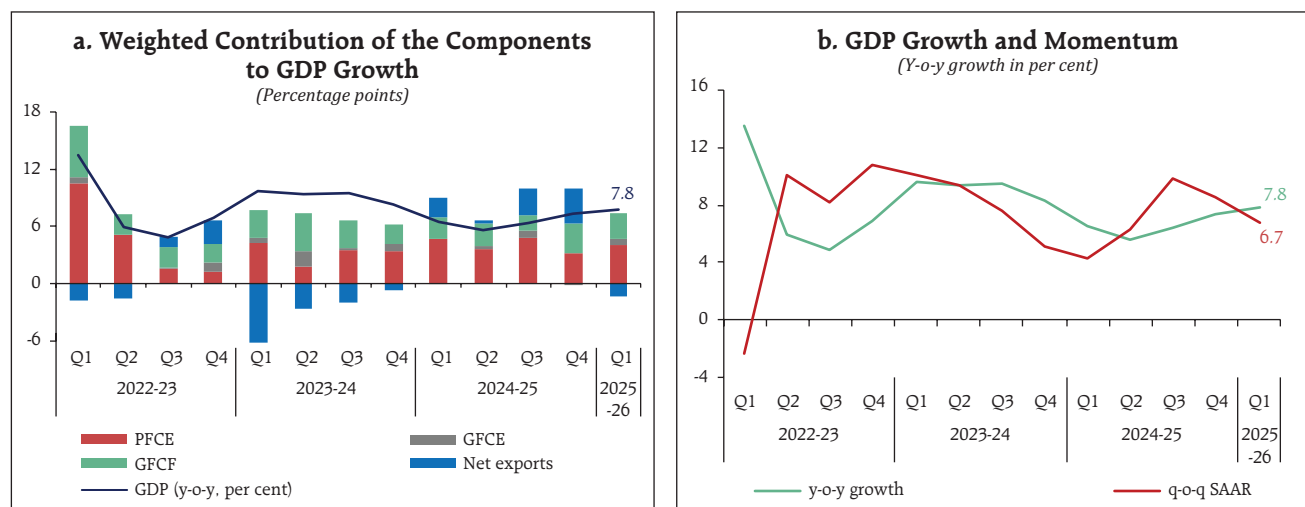 a. Weighted Contribution of the Components
to GDP Growth
(Percentage points)
18
12
6
0
-6
7.8
Q1 Q2 Q3 Q4 Q1 Q2 Q3 Q4 Q1 Q2 Q3 Q4 Q1
2022-23 2023-24 2024-25 2025
-26
PFCE GFCE
GFCF Net exports
GDP (y-o-y, per cent)
b. GDP Growth and Momentum
(Y-o-y growth in per cent)
16
12
8
4
0
-4
7.8
6.7
Q1 Q2 Q3 Q4 Q1 Q2 Q3 Q4 Q1 Q2 Q3 Q4 Q1
2022-23 2023-24 2024-25 2025
-26
y-o-y growth q-o-q SAAR